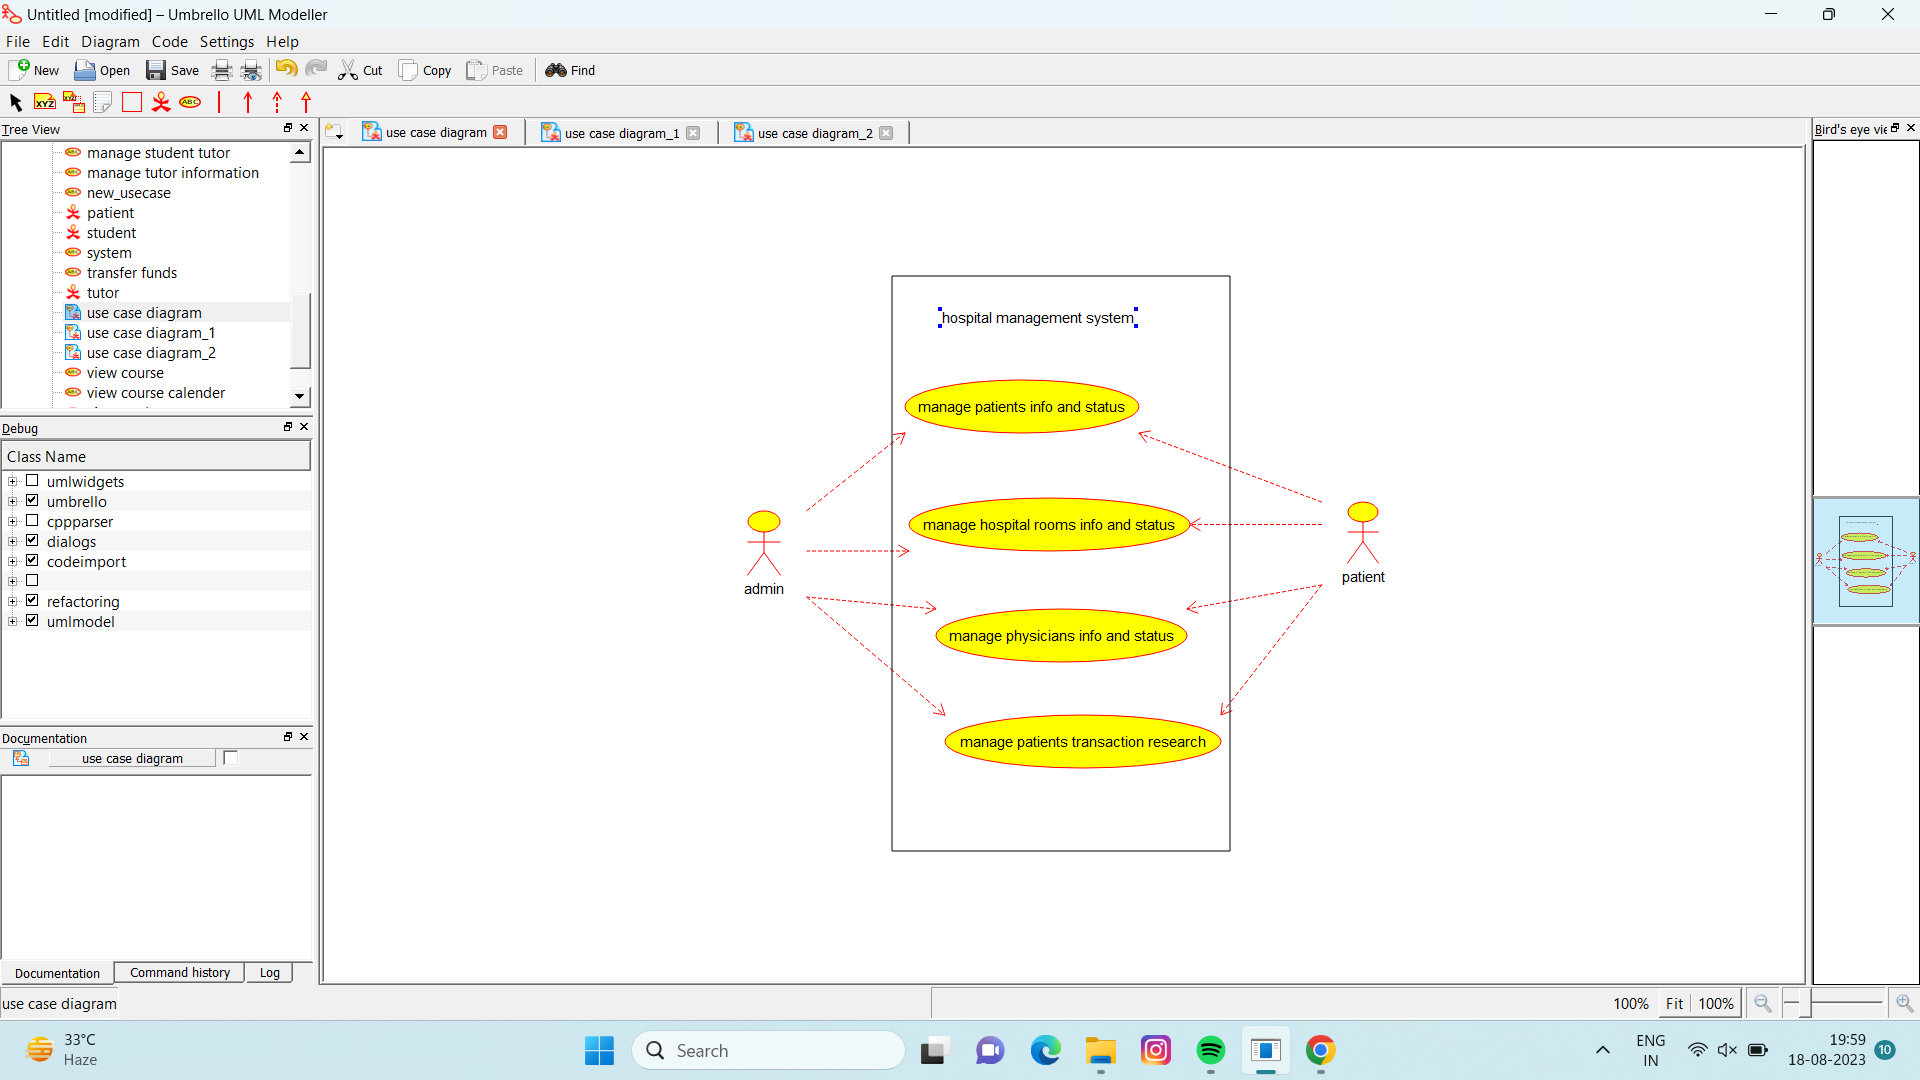 Untitled [modified] – Umbrello UML Modeller
File Edit Diagram Code Settings Help
New Open Save Cut Copy Paste Find
XYZ ABC
Tree View
manage student tutor
manage tutor information
new_usecase
patient
student
system
transfer funds
tutor
use case diagram
use case diagram_1
use case diagram_2
view course
view course calender
Debug
Class Name
umlwidgets
umbrello
cppparser
dialogs
codeimport
refactoring
umlmodel
Documentation
use case diagram
Documentation Command history Log
use case diagram
use case diagram use case diagram_1 use case diagram_2
hospital management system
manage patients info and status
manage hospital rooms info and status
manage physicians info and status
manage patients transaction research
admin
patient
Bird's eye vie
100% Fit 100%
33°C
Haze
Search
ENG
IN
19:59
18-08-2023
10